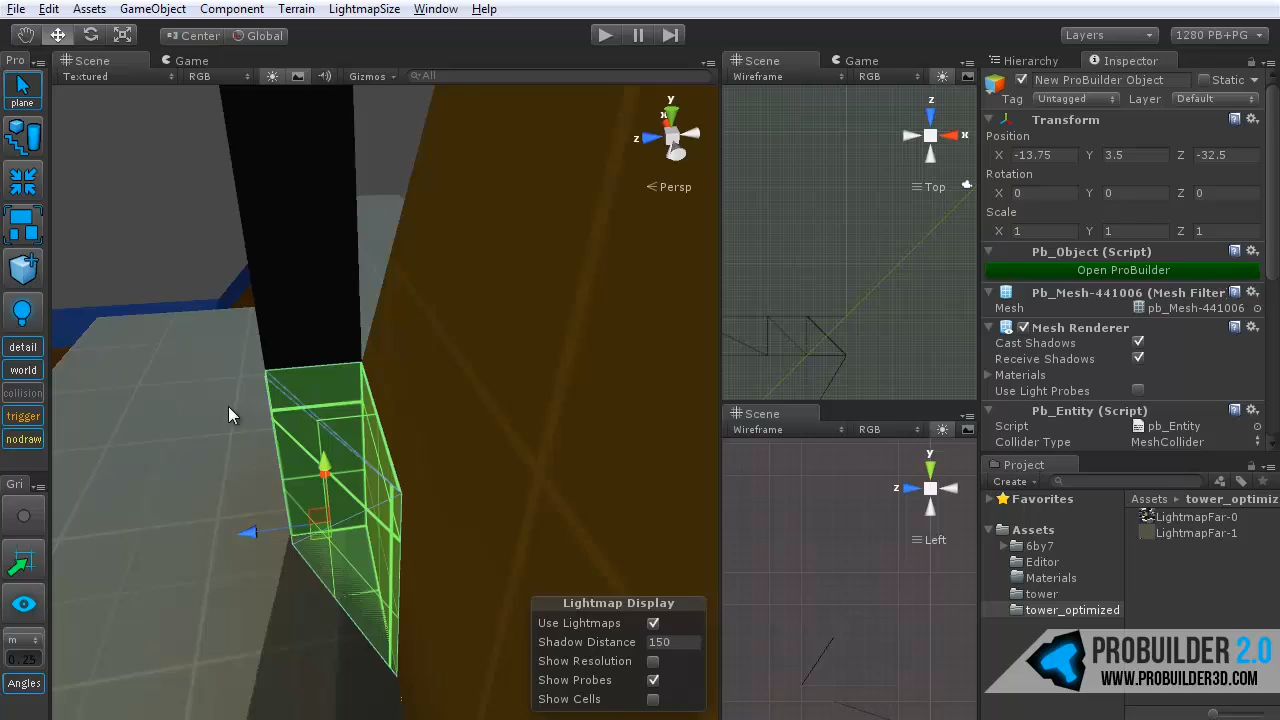 File Edit Assets GameObject Component Terrain LightmapSize Window Help
Center Global Layers 1280 PB+PG
Pro Scene Game Scene Game Hierarchy Inspector
Textured RGB Gizmos All Wireframe RGB New ProBuilder Object Static
plane Tag Untagged Layer Default
y x z
Persp
z x
Top
Transform
Position
X -13.75 Y 3.5 Z -32.5
Rotation
X 0 Y 0 Z 0
Scale
X 1 Y 1 Z 1
Pb_Object (Script)
Open ProBuilder
Pb_Mesh-441006 (Mesh Filter)
Mesh pb_Mesh-441006
Mesh Renderer
Cast Shadows
Receive Shadows
Materials
Use Light Probes
Pb_Entity (Script)
Script pb_Entity
Collider Type MeshCollider
detail
world
collision
trigger
nodraw
Gri
m
0.25
Angles
Scene
Wireframe RGB
y
z
Left
Lightmap Display
Use Lightmaps
Shadow Distance 150
Show Resolution
Show Probes
Show Cells
Project
Create
Favorites
Assets
6by7
Editor
Materials
tower
tower_optimized
Assets tower_optimiz
LightmapFar-0
LightmapFar-1
PROBUILDER 2.0
WWW.PROBUILDER3D.COM